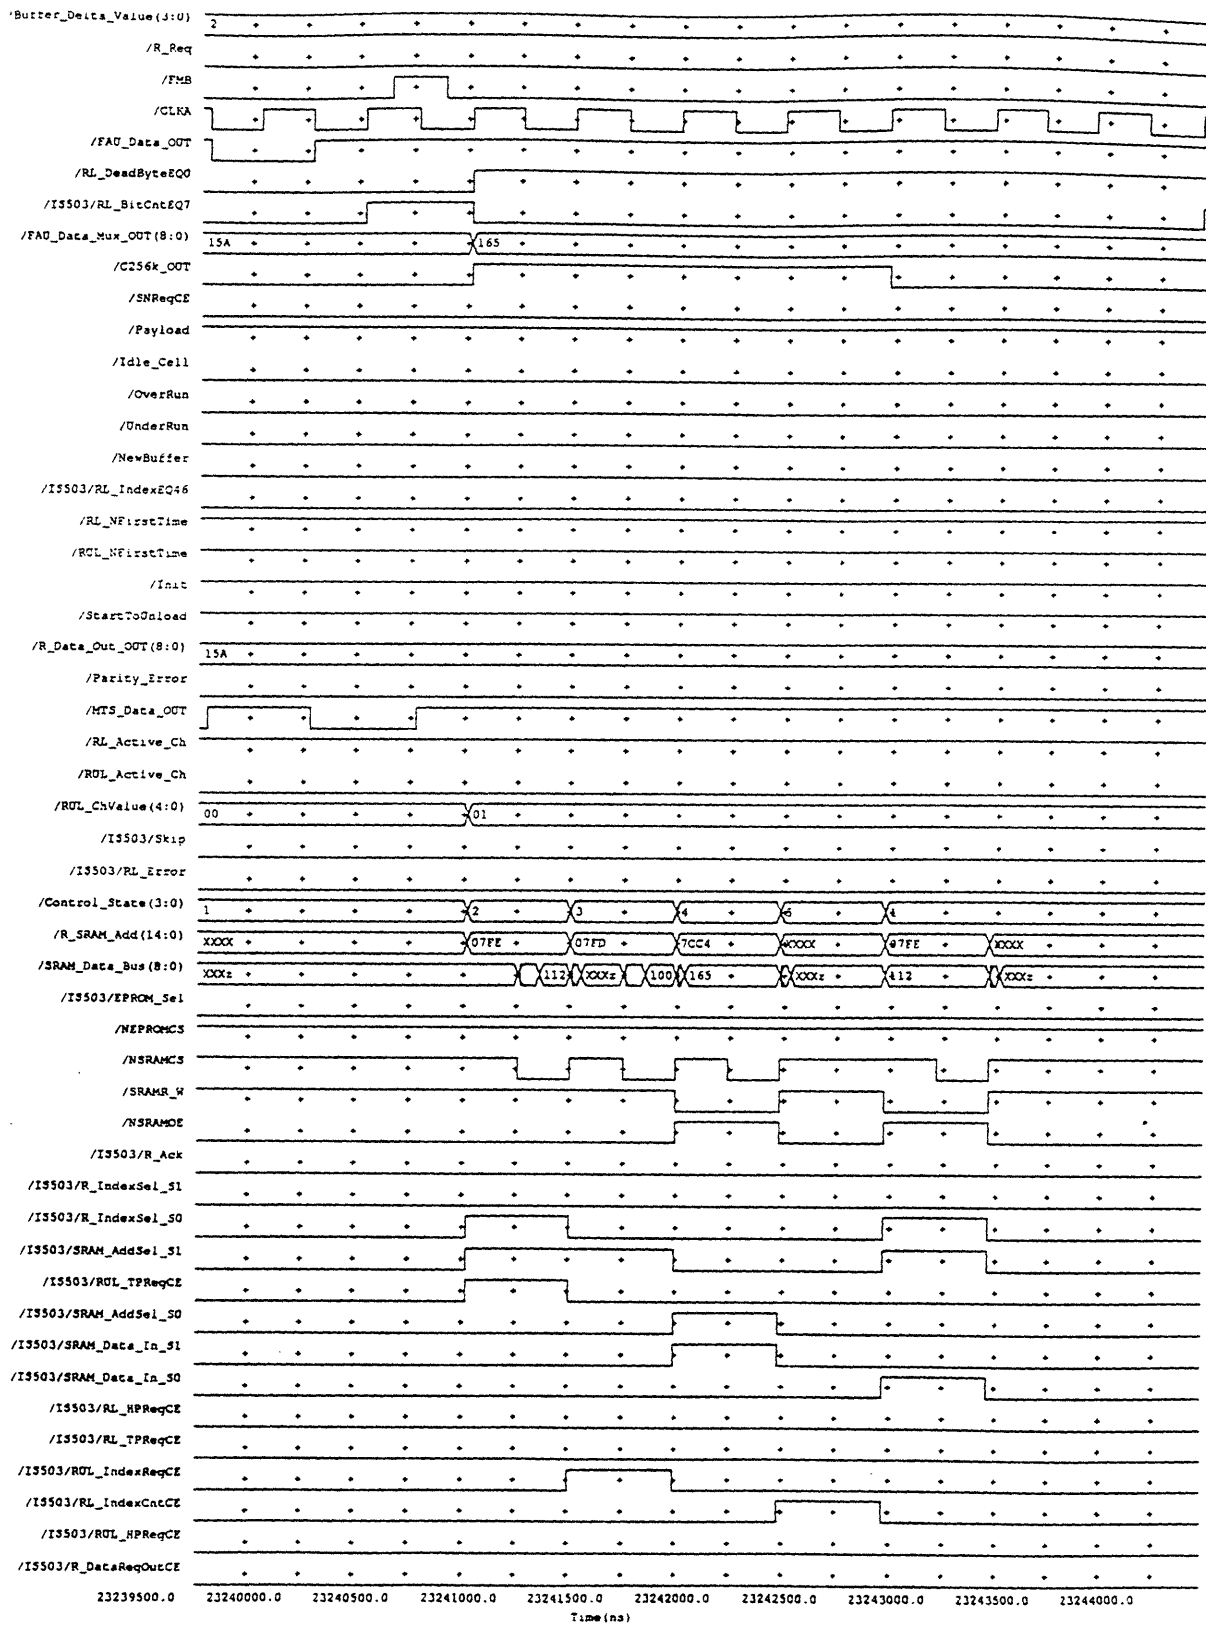 /Buffer_Delta_Value(3:0) 2
/R_Req
/FMB
/CLKA
/FAU_Data_OUT
/RL_DeadByteEQ0
/I5503/RL_BitCntEQ7
/FAU_Data_Mux_OUT(8:0) 15A 165
/C256k_OUT
/SNReqCE
/Payload
/Idle_Cell
/OverRun
/UnderRun
/NewBuffer
/I5503/RL_IndexEQ46
/RL_NFirstTime
/RUL_NFirstTime
/Init
/StartToUnload
/R_Data_Out_OUT(8:0) 15A
/Parity_Error
/MTS_Data_OUT
/RL_Active_Ch
/RUL_Active_Ch
/RUL_ChValue(4:0) 00 01
/I5503/Skip
/I5503/RL_Error
/Control_State(3:0) 1 2 3 4
/R_SRAM_Add(14:0) XXXX 07FE 07FD 7CC4 XXXX 07FE XXXX
/SRAM_Data_Bus(8:0) XXXz 112 XXXz 100 165 XXXz 112 XXXz
/I5503/EPROM_Sel
/NEPROMCS
/NSRAMCS
/SRAMR_W
/NSRAMOE
/I5503/R_Ack
/I5503/R_IndexSel_S1
/I5503/R_IndexSel_S0
/I5503/SRAM_AddSel_S1
/I5503/RUL_TPReqCE
/I5503/SRAM_AddSel_S0
/I5503/SRAM_Data_In_S1
/I5503/SRAM_Data_In_S0
/I5503/RL_HPReqCE
/I5503/RL_TPReqCE
/I5503/RUL_IndexReqCE
/I5503/RL_IndexCntCE
/I5503/RUL_HPReqCE
/I5503/R_DataReqOutCE
23239500.0 23240000.0 23240500.0 23241000.0 23241500.0 23242000.0 23242500.0 23243000.0 23243500.0 23244000.0
Time(ns)